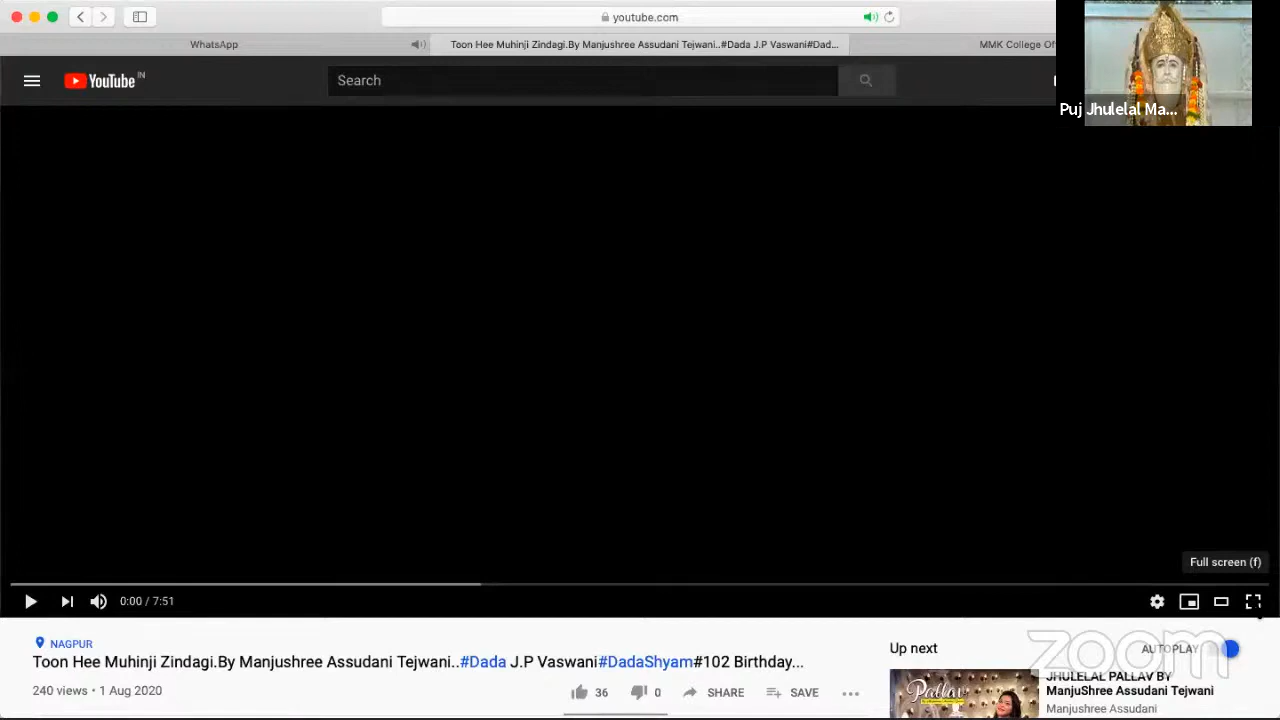 youtube.com
WhatsApp
Toon Hee Muhinji Zindagi.By Manjushree Assudani Tejwani..#Dada J.P Vaswani#Dad...
MMK College Of
YouTube IN
Search
Puj Jhulelal Ma...
Full screen (f)
0:00 / 7:51
NAGPUR
Toon Hee Muhinji Zindagi.By Manjushree Assudani Tejwani..#Dada J.P Vaswani#DadaShyam#102 Birthday...
240 views • 1 Aug 2020
36
0
SHARE
SAVE
Up next
AUTOPLAY
zoom
JHULELAL PALLAV BY
ManjuShree Assudani Tejwani
Manjushree Assudani
Pallav